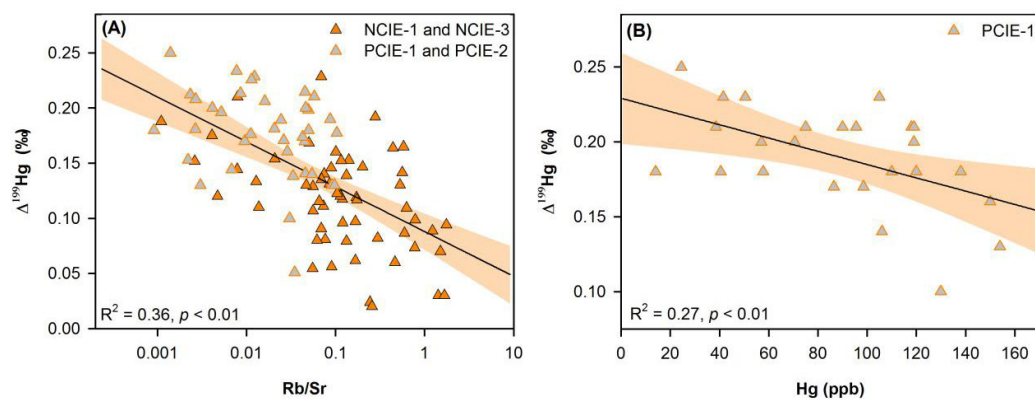 (A)
NCIE-1 and NCIE-3
PCIE-1 and PCIE-2
Δ¹⁹⁹Hg (‰)
0.25
0.20
0.15
0.10
0.05
0.00
R² = 0.36, p < 0.01
0.001 0.01 0.1 1 10
Rb/Sr
(B)
PCIE-1
Δ¹⁹⁹Hg (‰)
0.25
0.20
0.15
0.10
R² = 0.27, p < 0.01
0 20 40 60 80 100 120 140 160
Hg (ppb)